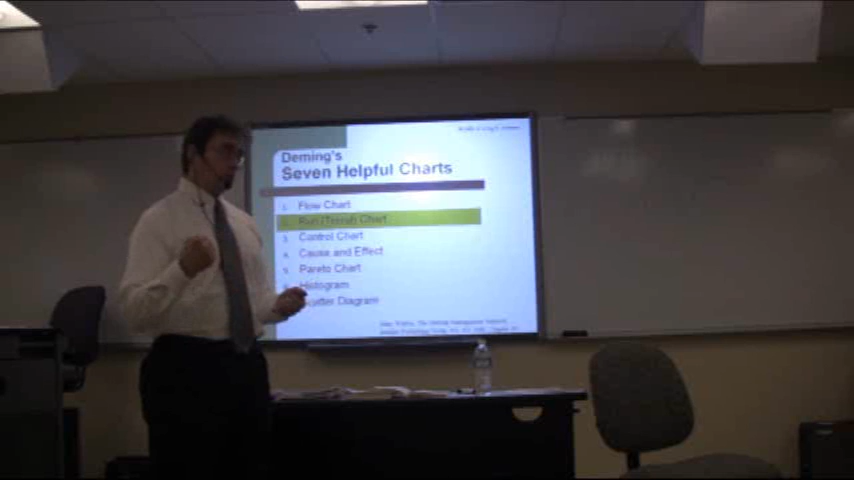 Deming's
Seven Helpful Charts
1. Flow Chart
2. Run (Trend) Chart
3. Control Chart
4. Cause and Effect
5. Pareto Chart
6. Histogram
Scatter Diagram